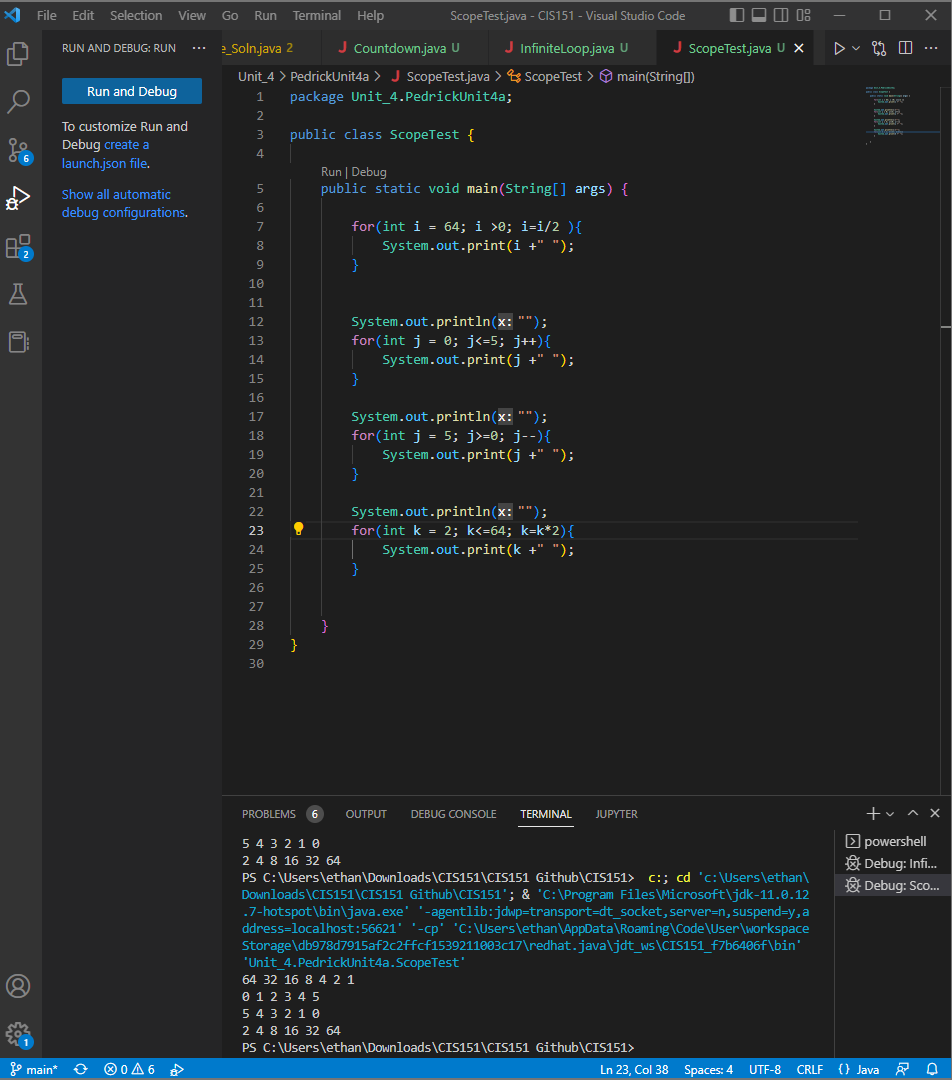 File Edit Selection View Go Run Terminal Help ScopeTest.java - CIS151 - Visual Studio Code
RUN AND DEBUG: RUN ···
e_Soln.java 2 J Countdown.java U J InfiniteLoop.java U J ScopeTest.java U
Unit_4 > PedrickUnit4a > J ScopeTest.java > ScopeTest > main(String[])
Run and Debug
To customize Run and
Debug create a
launch.json file.
Show all automatic
debug configurations.
6
2
1
1 package Unit_4.PedrickUnit4a;
2
3 public class ScopeTest {
4
Run | Debug
5 public static void main(String[] args) {
6
7 for(int i = 64; i >0; i=i/2 ){
8 System.out.print(i +" ");
9 }
10
11
12 System.out.println(x: "");
13 for(int j = 0; j<=5; j++){
14 System.out.print(j +" ");
15 }
16
17 System.out.println(x: "");
18 for(int j = 5; j>=0; j--){
19 System.out.print(j +" ");
20 }
21
22 System.out.println(x: "");
23 for(int k = 2; k<=64; k=k*2){
24 System.out.print(k +" ");
25 }
26
27
28 }
29 }
30
PROBLEMS 6 OUTPUT DEBUG CONSOLE TERMINAL JUPYTER
5 4 3 2 1 0
2 4 8 16 32 64
PS C:\Users\ethan\Downloads\CIS151\CIS151 Github\CIS151> c:; cd 'c:\Users\ethan\
Downloads\CIS151\CIS151 Github\CIS151'; & 'C:\Program Files\Microsoft\jdk-11.0.12
.7-hotspot\bin\java.exe' '-agentlib:jdwp=transport=dt_socket,server=n,suspend=y,a
ddress=localhost:56621' '-cp' 'C:\Users\ethan\AppData\Roaming\Code\User\workspace
Storage\db978d7915af2c2ffcf1539211003c17\redhat.java\jdt_ws\CIS151_f7b6406f\bin'
'Unit_4.PedrickUnit4a.ScopeTest'
64 32 16 8 4 2 1
0 1 2 3 4 5
5 4 3 2 1 0
2 4 8 16 32 64
PS C:\Users\ethan\Downloads\CIS151\CIS151 Github\CIS151>
powershell
Debug: Infi...
Debug: Sco...
main* 0 6 Ln 23, Col 38 Spaces: 4 UTF-8 CRLF {} Java